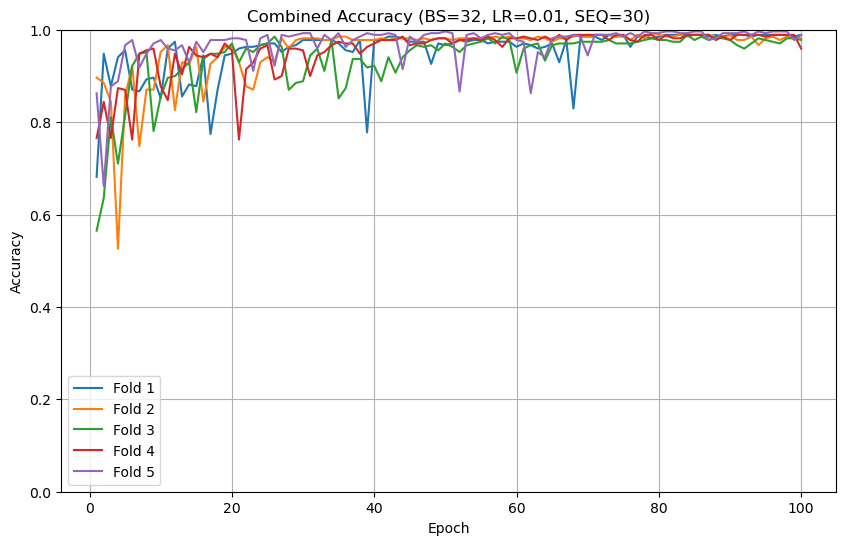 Combined Accuracy (BS=32, LR=0.01, SEQ=30)
1.0
0.8
0.6
0.4
0.2
0.0
Accuracy
Fold 1
Fold 2
Fold 3
Fold 4
Fold 5
0 20 40 60 80 100
Epoch